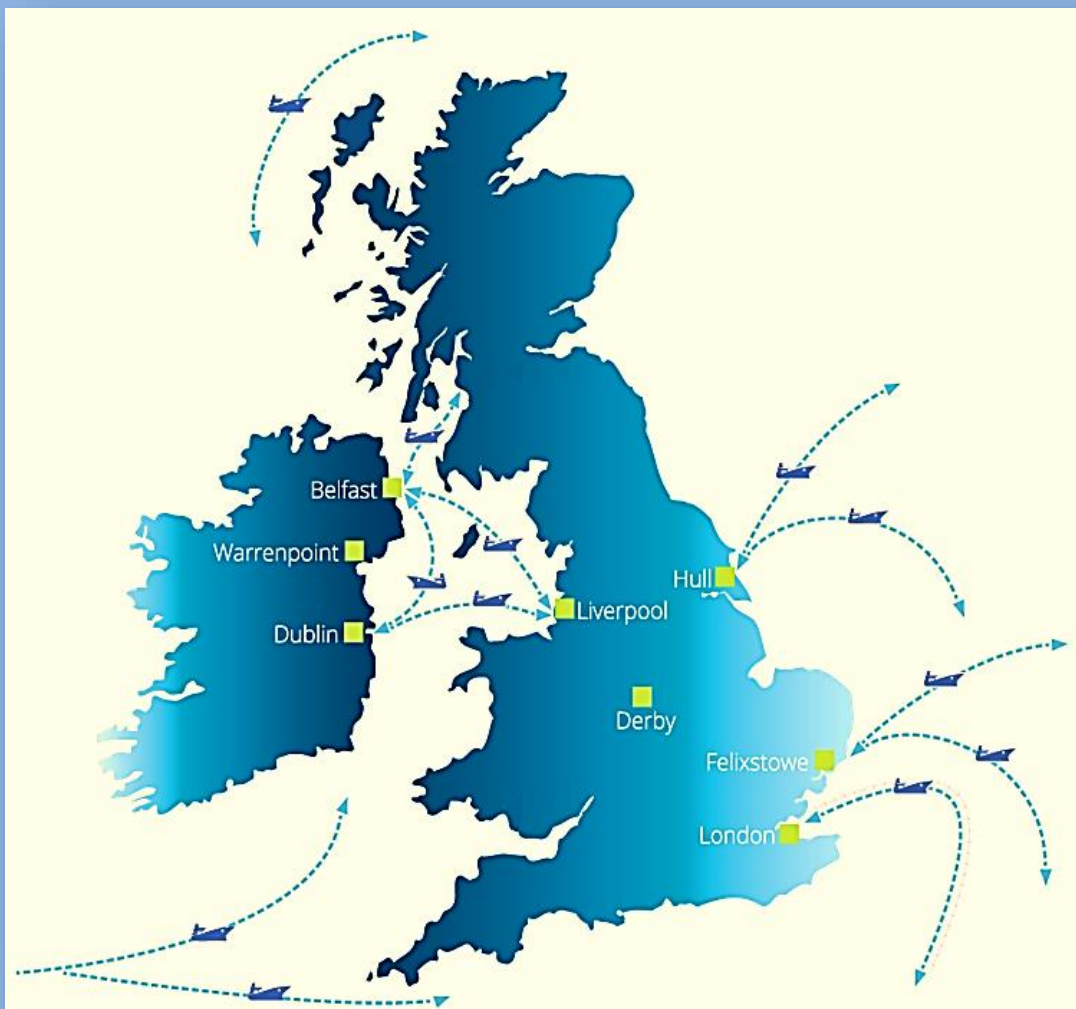 Belfast
Warrenpoint
Hull
Liverpool
Dublin
Derby
Felixstowe
London